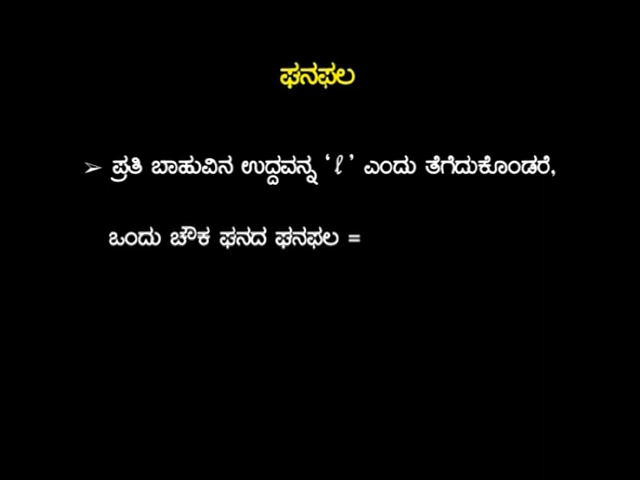 ಘನಫಲ
➢ ಪ್ರತಿ ಬಾಹುವಿನ ಉದ್ದವನ್ನ ‘ℓ’ ಎಂದು ತೆಗೆದುಕೊಂಡರೆ,
ಒಂದು ಚೌಕ ಘನದ ಘನಫಲ =